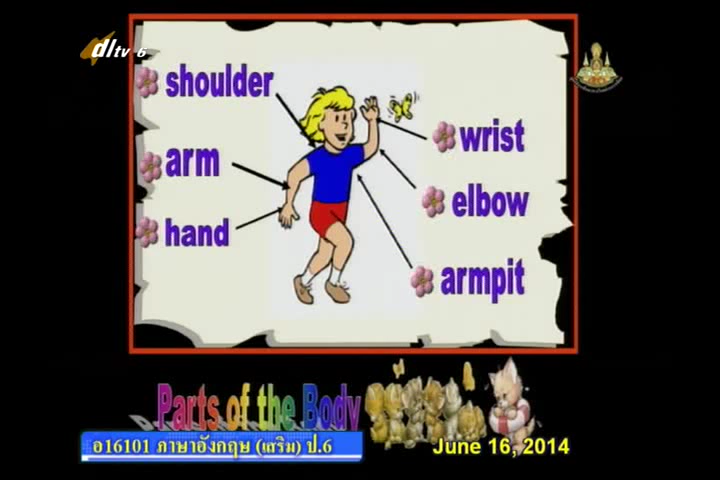 dltv 6
shoulder
arm
hand
wrist
elbow
armpit
Parts of the Body
อ16101 ภาษาอังกฤษ (เสริม) ป.6
June 16, 2014